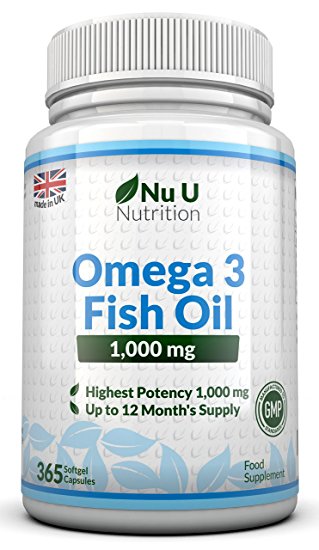 made in UK
Nu U
Nutrition
Omega 3
Fish Oil
1,000 mg
Highest Potency 1,000 mg
Up to 12 Month's Supply
GMP
365 Softgel
Capsules
Food
Supplement